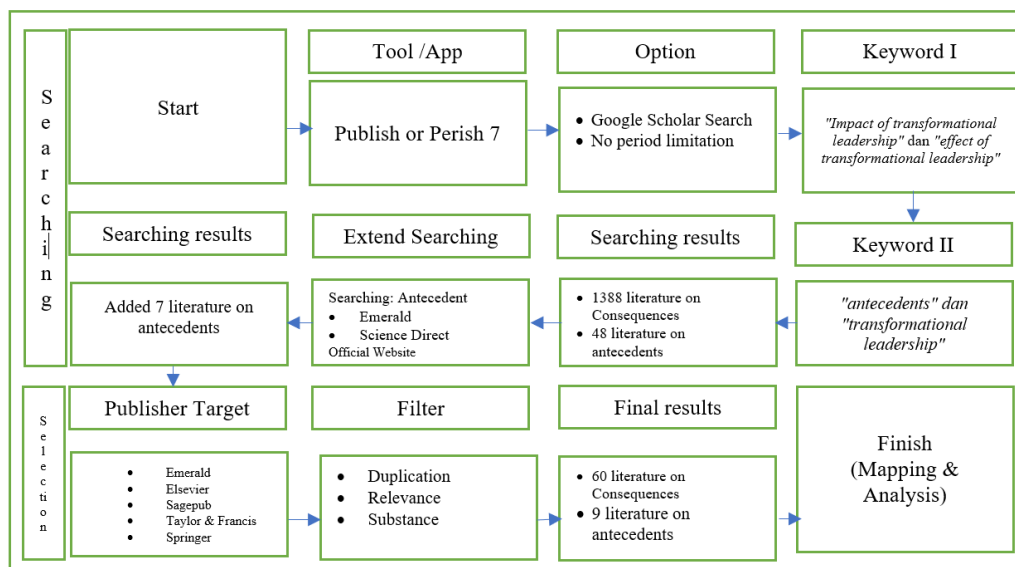 Searching
Start
Tool /App
Publish or Perish 7
Option
• Google Scholar Search
• No period limitation
Keyword I
"Impact of transformational
leadership" dan "effect of
transformational leadership"
Searching results
Extend Searching
Searching results
Keyword II
Added 7 literature on
antecedents
Searching: Antecedent
• Emerald
• Science Direct
Official Website
• 1388 literature on
Consequences
• 48 literature on
antecedents
"antecedents" dan
"transformational
leadership"
Selection
Publisher Target
Filter
Final results
Finish
(Mapping &
Analysis)
• Emerald
• Elsevier
• Sagepub
• Taylor & Francis
• Springer
• Duplication
• Relevance
• Substance
• 60 literature on
Consequences
• 9 literature on
antecedents